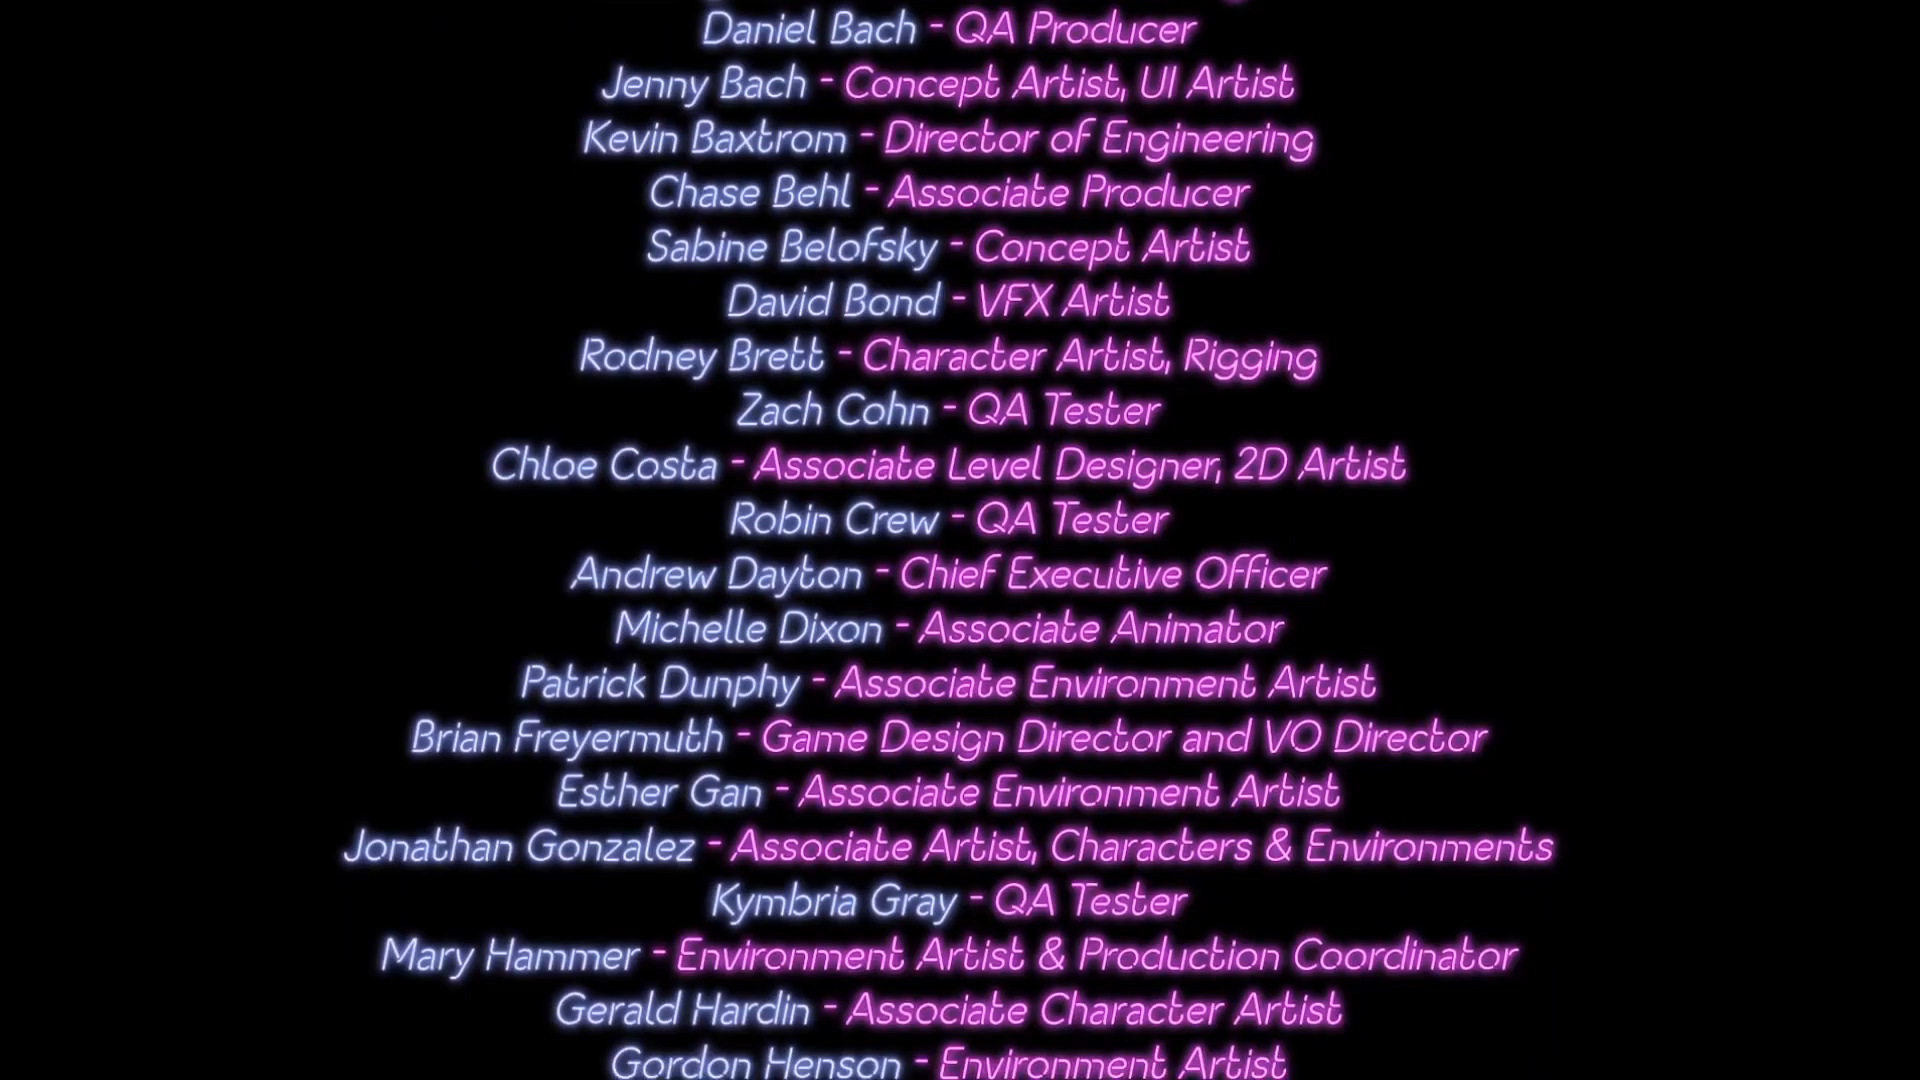 Daniel Bach - QA Producer
Jenny Bach - Concept Artist, UI Artist
Kevin Baxtrom - Director of Engineering
Chase Behl - Associate Producer
Sabine Belofsky - Concept Artist
David Bond - VFX Artist
Rodney Brett - Character Artist, Rigging
Zach Cohn - QA Tester
Chloe Costa - Associate Level Designer, 2D Artist
Robin Crew - QA Tester
Andrew Dayton - Chief Executive Officer
Michelle Dixon - Associate Animator
Patrick Dunphy - Associate Environment Artist
Brian Freyermuth - Game Design Director and VO Director
Esther Gan - Associate Environment Artist
Jonathan Gonzalez - Associate Artist, Characters & Environments
Kymbria Gray - QA Tester
Mary Hammer - Environment Artist & Production Coordinator
Gerald Hardin - Associate Character Artist
Gordon Henson - Environment Artist